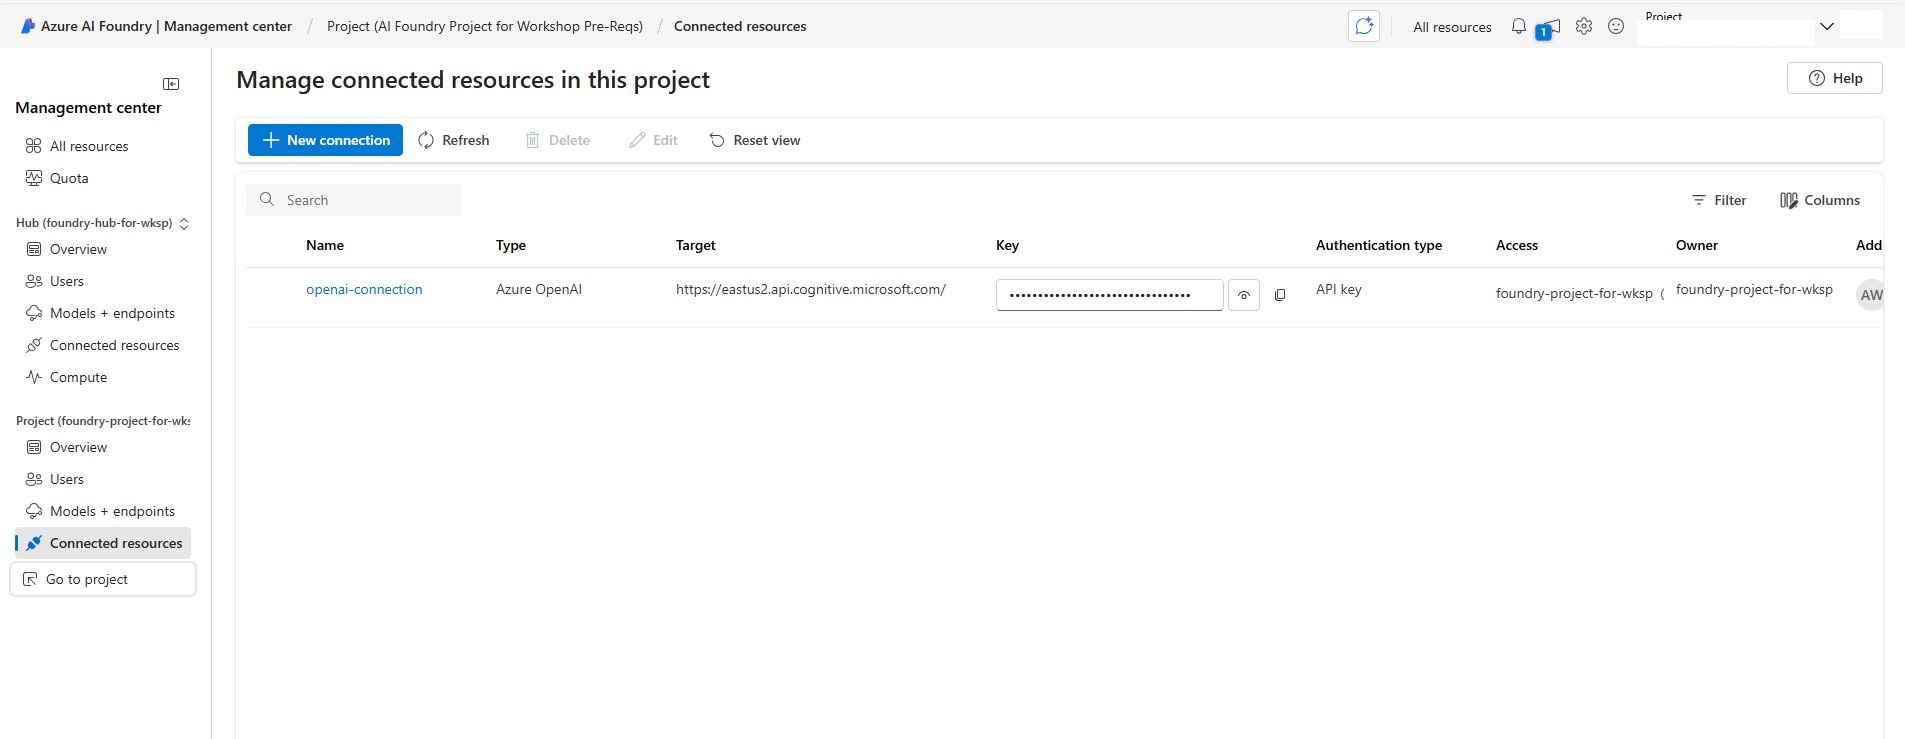 Azure AI Foundry | Management center / Project (AI Foundry Project for Workshop Pre-Reqs) / Connected resources
All resources
1
Project
Management center
All resources
Quota
Hub (foundry-hub-for-wksp)
Overview
Users
Models + endpoints
Connected resources
Compute
Project (foundry-project-for-wks
Overview
Users
Models + endpoints
Connected resources
Go to project
Manage connected resources in this project
Help
New connection Refresh Delete Edit Reset view
Search
Filter Columns
Name Type Target Key Authentication type Access Owner Add
openai-connection Azure OpenAI https://eastus2.api.cognitive.microsoft.com/ •••••••••••••••••••••••••••••••• API key foundry-project-for-wksp ( foundry-project-for-wksp AW